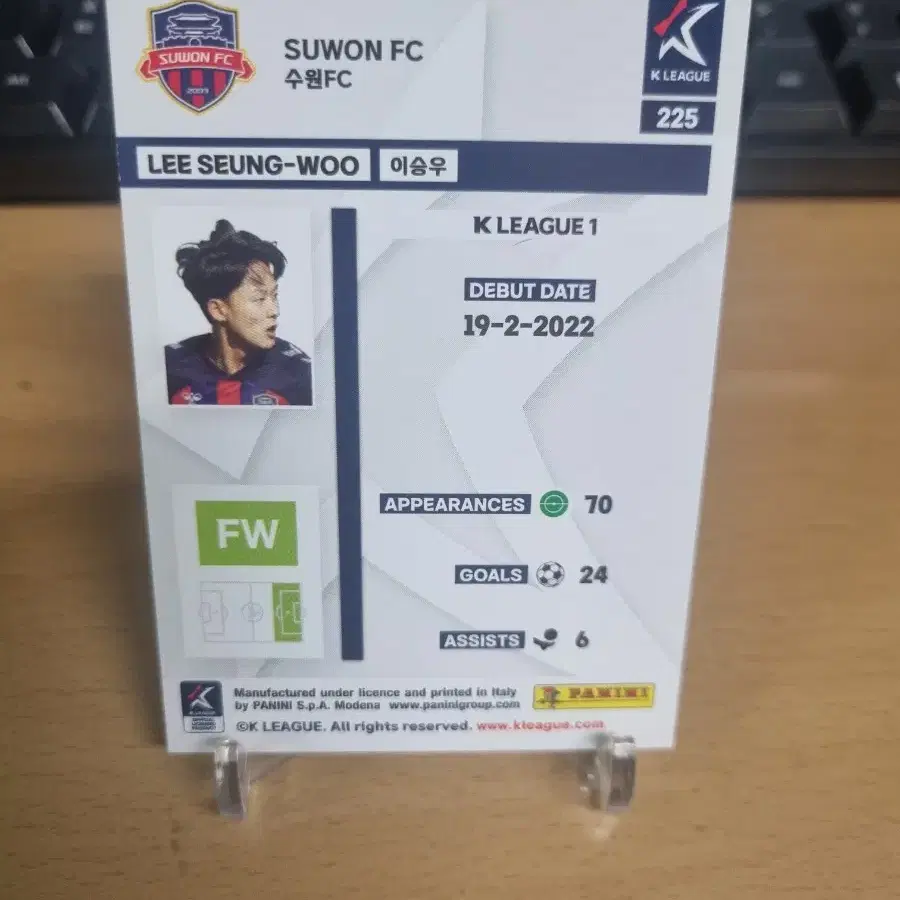 SUWON FC
SUWON FC
수원FC
K LEAGUE
225
LEE SEUNG-WOO 이승우
K LEAGUE 1
DEBUT DATE
19-2-2022
APPEARANCES 70
FW
GOALS 24
ASSISTS 6
Manufactured under licence and printed in Italy
by PANINI S.p.A. Modena www.paninigroup.com
PANINI
©K LEAGUE. All rights reserved. www.kleague.com